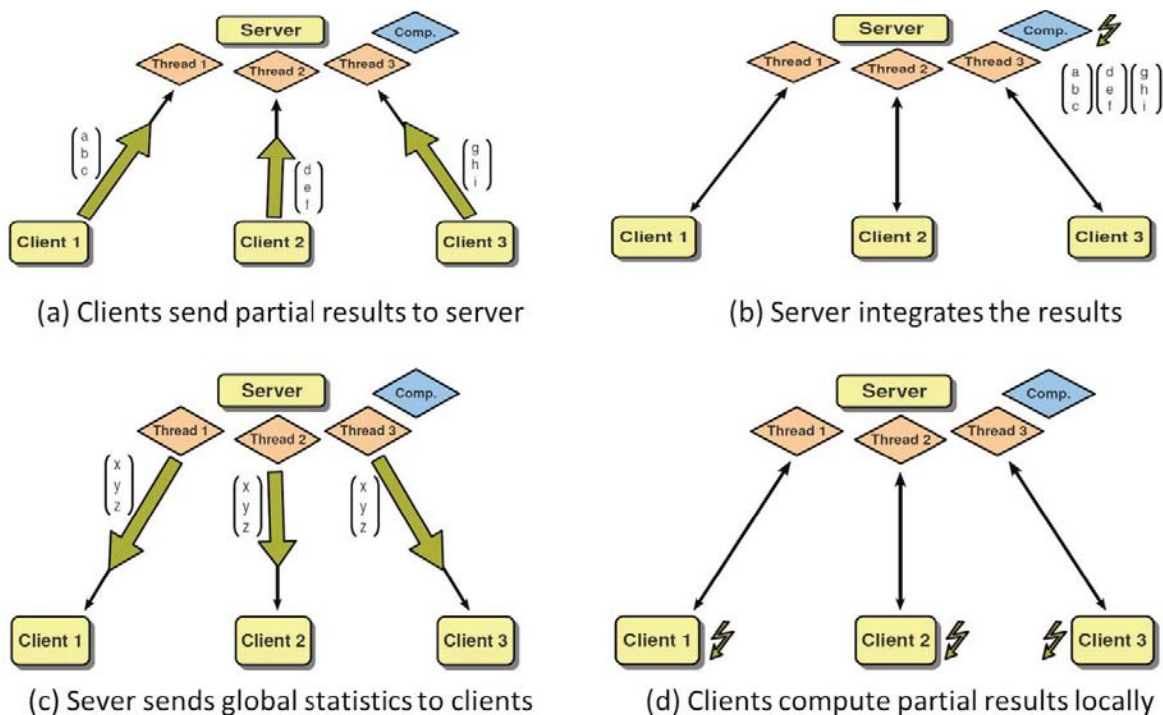 Server
Comp.
Thread 1
Thread 2
Thread 3
a
b
c
d
e
f
g
h
i
Client 1
Client 2
Client 3
(a) Clients send partial results to server
Server
Comp.
Thread 1
Thread 2
Thread 3
a d g
b e h
c f i
Client 1
Client 2
Client 3
(b) Server integrates the results
Server
Comp.
Thread 1
Thread 2
Thread 3
x
y
z
x
y
z
x
y
z
Client 1
Client 2
Client 3
(c) Sever sends global statistics to clients
Server
Comp.
Thread 1
Thread 2
Thread 3
Client 1
Client 2
Client 3
(d) Clients compute partial results locally